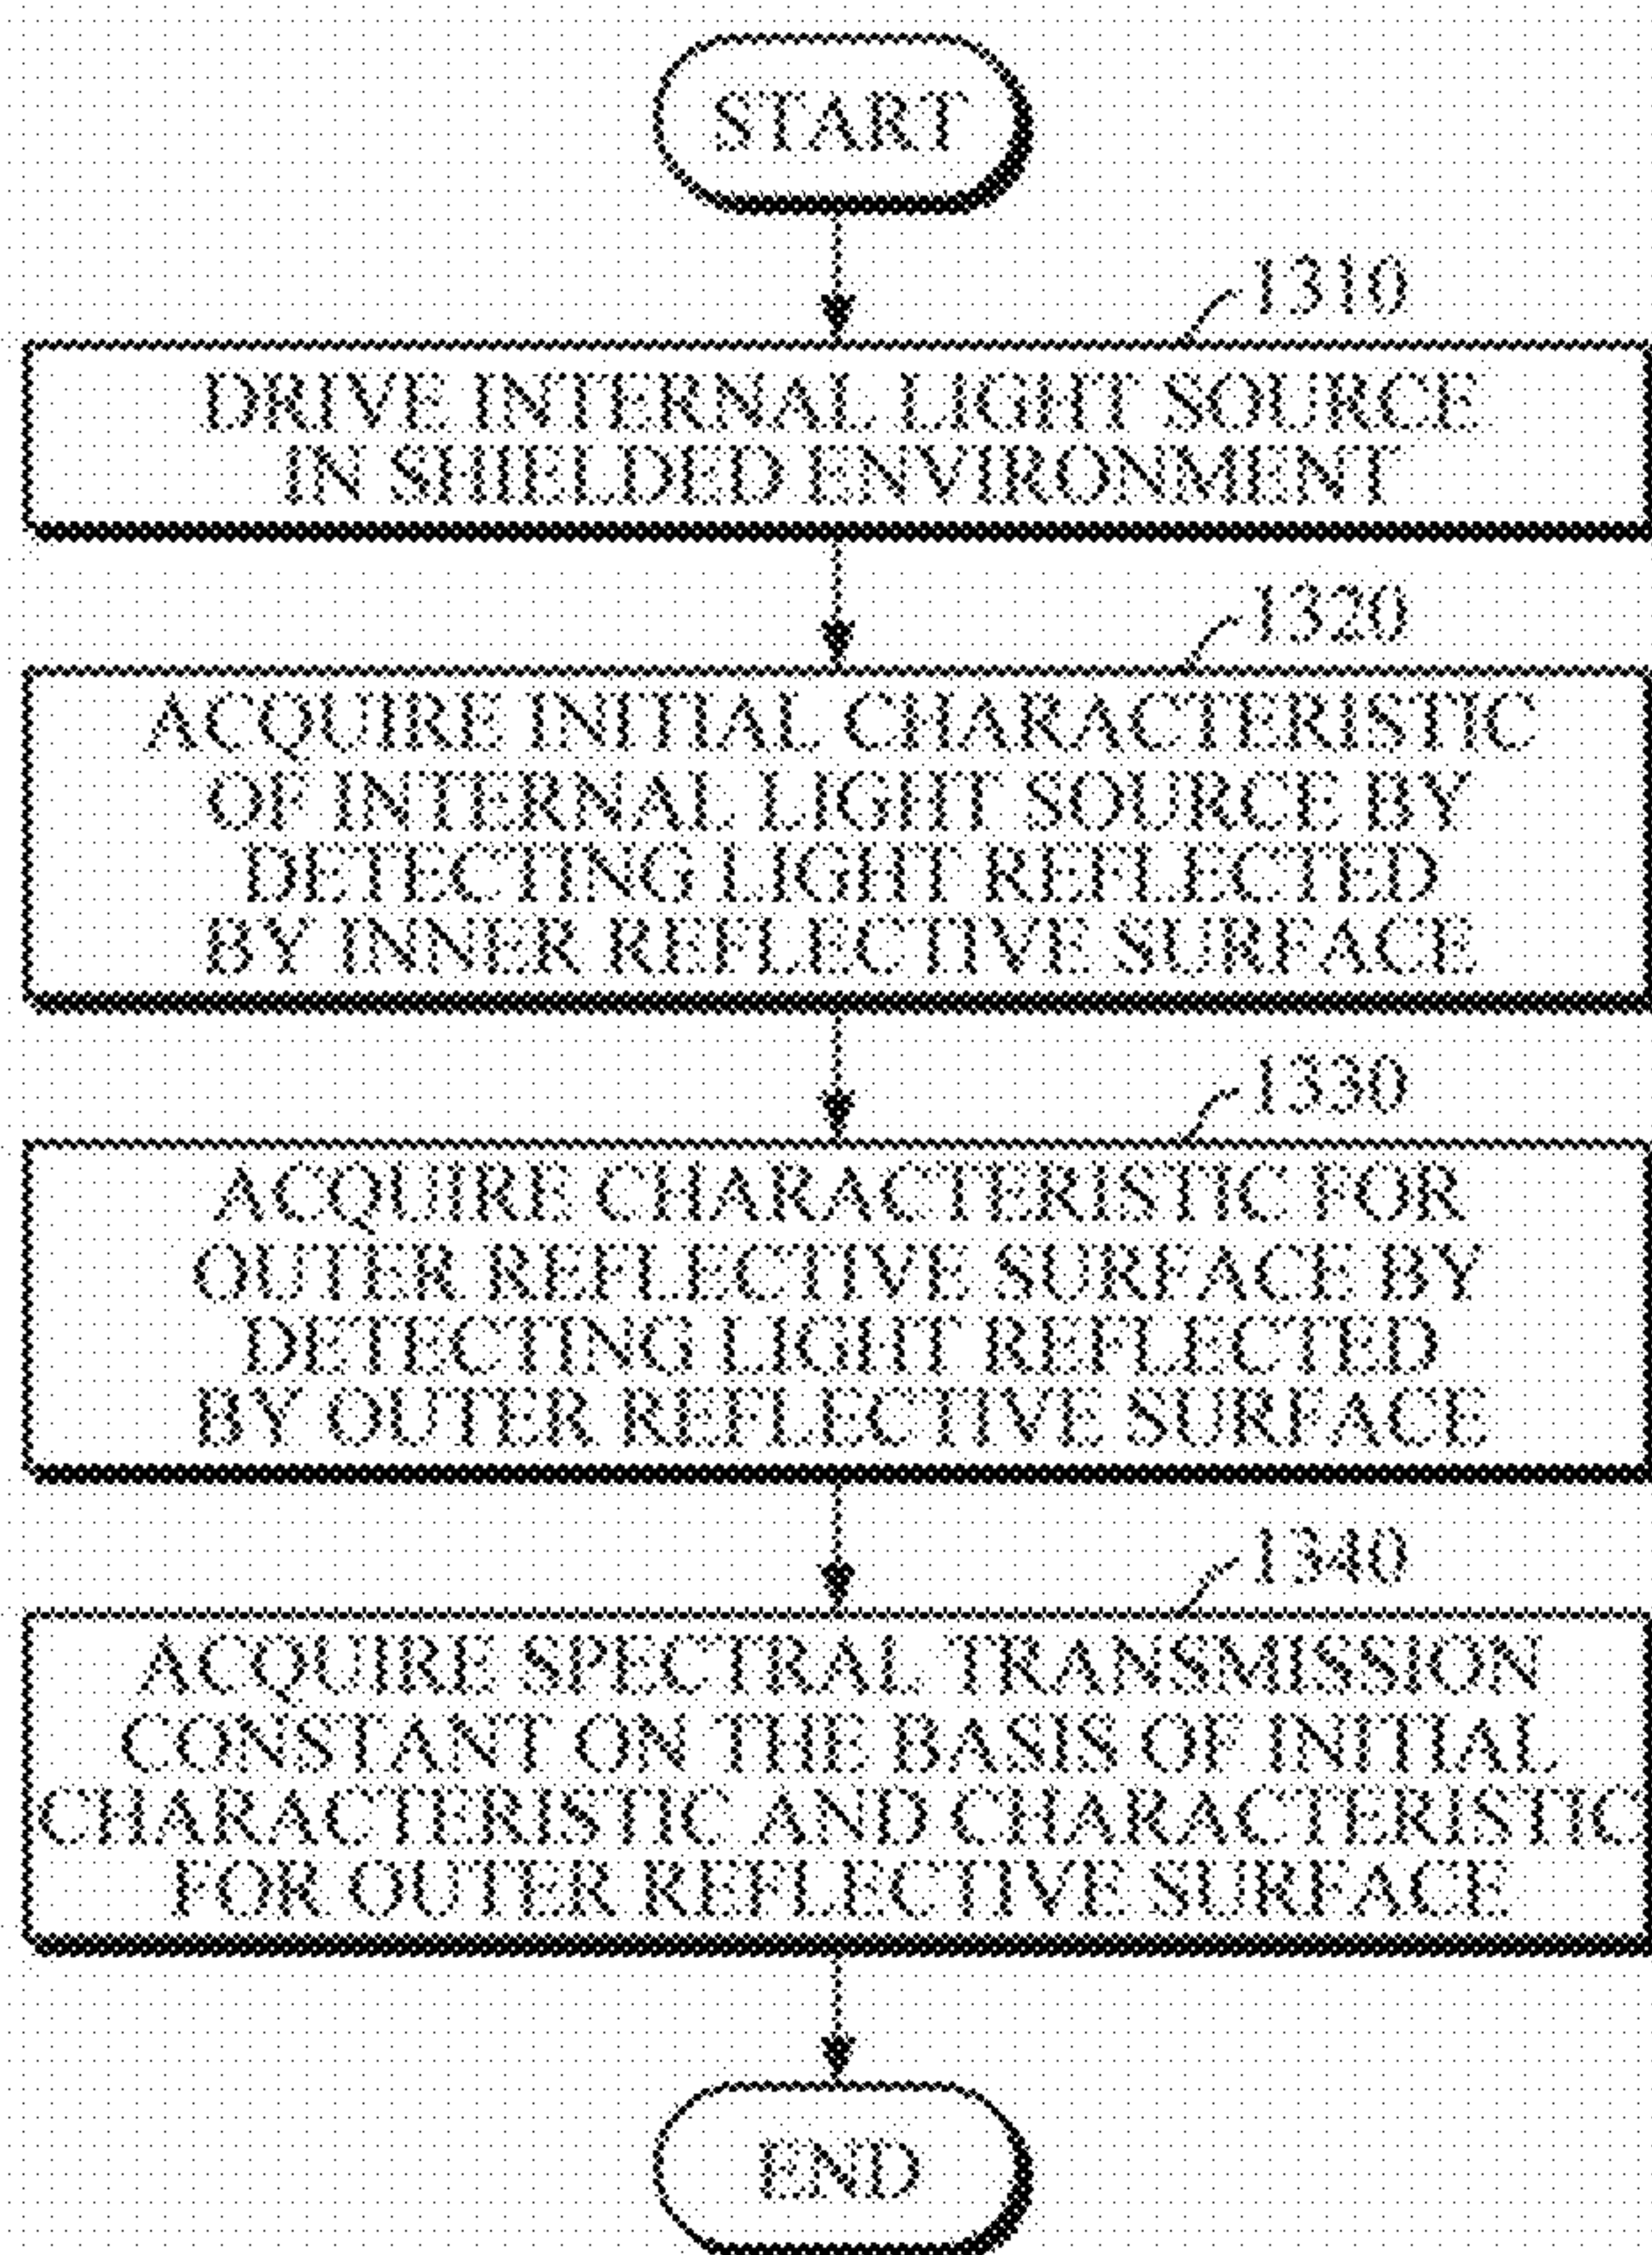 START
1310
DRIVE INTERNAL LIGHT SOURCE
IN SHIELDED ENVIRONMENT
1320
ACQUIRE INITIAL CHARACTERISTIC
OF INTERNAL LIGHT SOURCE BY
DETECTING LIGHT REFLECTED
BY INNER REFLECTIVE SURFACE
1330
ACQUIRE CHARACTERISTIC FOR
OUTER REFLECTIVE SURFACE BY
DETECTING LIGHT REFLECTED
BY OUTER REFLECTIVE SURFACE
1340
ACQUIRE SPECTRAL TRANSMISSION
CONSTANT ON THE BASIS OF INITIAL
CHARACTERISTIC AND CHARACTERISTIC
FOR OUTER REFLECTIVE SURFACE
END